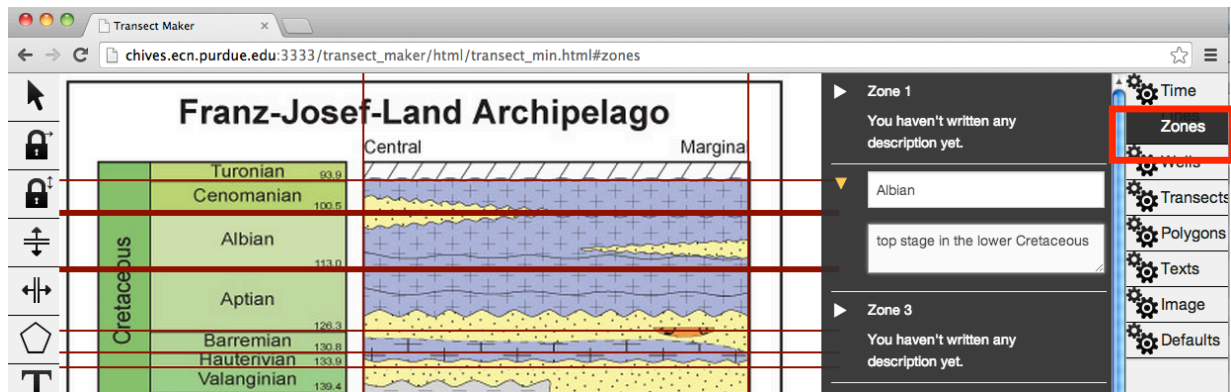 Transect Maker
chives.ecn.purdue.edu:3333/transect_maker/html/transect_min.html#zones
Franz-Josef-Land Archipelago
Central
Margina
Turonian 93.9
Cenomanian 100.5
Albian
113.0
Aptian
126.3
Barremian 130.8
Hauterivian 133.9
Valanginian 139.4
Cretaceous
T
Zone 1
You haven't written any
description yet.
Albian
top stage in the lower Cretaceous
Zone 3
You haven't written any
description yet.
Time
Lines
Zones
Wells
Transects
Polygons
Texts
Image
Defaults